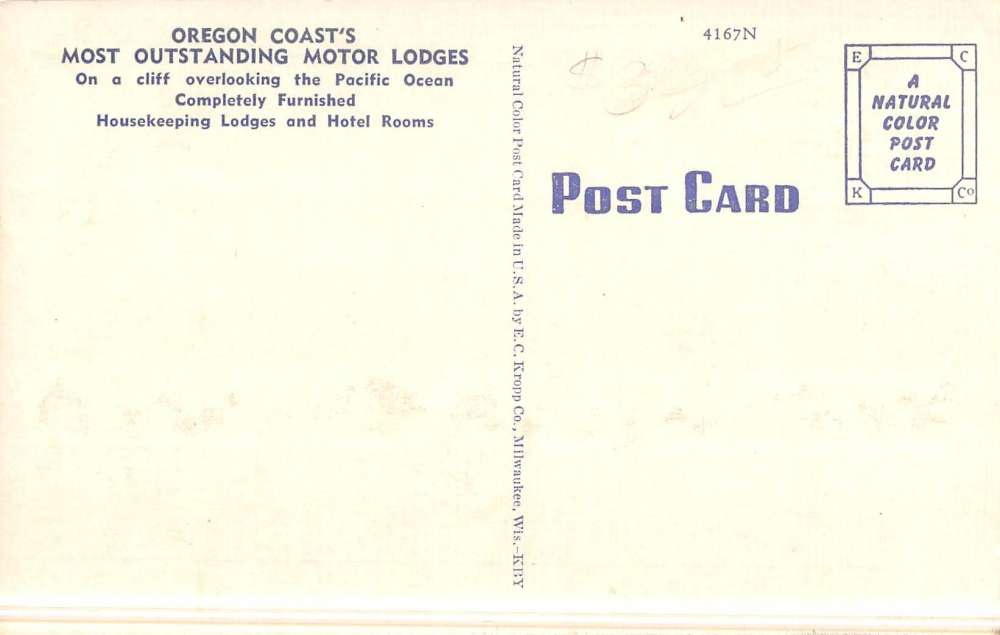 OREGON COAST'S
MOST OUTSTANDING MOTOR LODGES
On a cliff overlooking the Pacific Ocean
Completely Furnished
Housekeeping Lodges and Hotel Rooms
Natural Color Post Card Made in U.S.A. by E. C. Kropp Co., Milwaukee, Wis.-KBY
4167N
POST CARD
E C
A
NATURAL
COLOR
POST
CARD
K Co